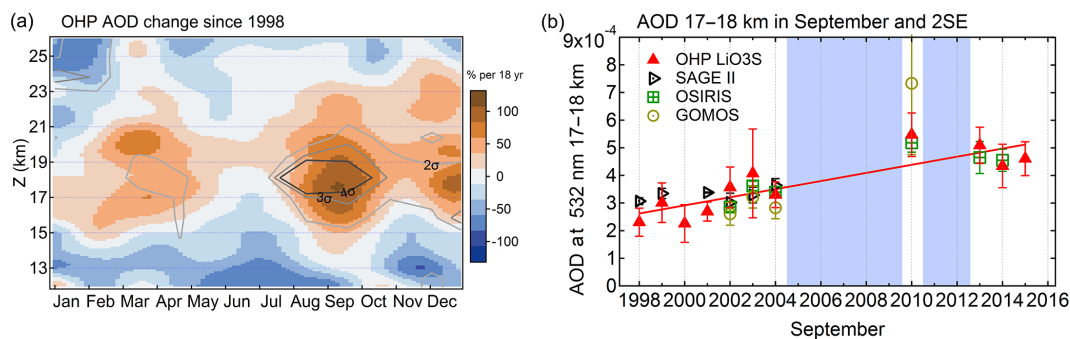 (a) OHP AOD change since 1998
25
23
21
19
17
15
13
Z (km)
Jan Feb Mar Apr May Jun Jul Aug Sep Oct Nov Dec
2σ
3σ
4σ
% per 18 yr
100
50
0
-50
-100
(b) AOD 17–18 km in September and 2SE
9x10⁻⁴
8
7
6
5
4
3
2
1
0
AOD at 532 nm 17-18 km
OHP LiO3S
SAGE II
OSIRIS
GOMOS
1998 2000 2002 2004 2006 2008 2010 2012 2014 2016
September